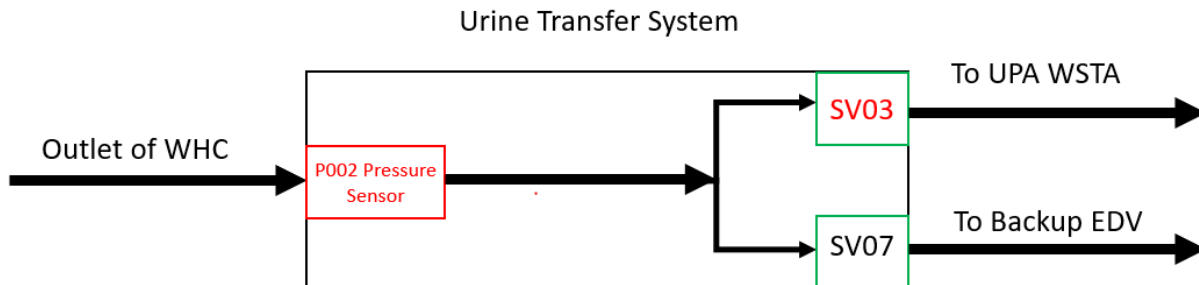 Urine Transfer System
Outlet of WHC
P002 Pressure
Sensor
SV03
To UPA WSTA
SV07
To Backup EDV